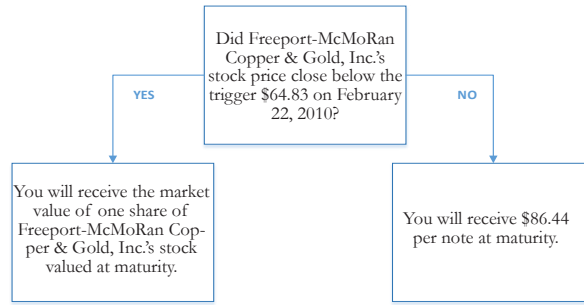 Did Freeport-McMoRan
Copper & Gold, Inc.'s
stock price close below the
trigger $64.83 on February
22, 2010?
YES
NO
You will receive the market
value of one share of
Freeport-McMoRan Cop-
per & Gold, Inc.'s stock
valued at maturity.
You will receive $86.44
per note at maturity.